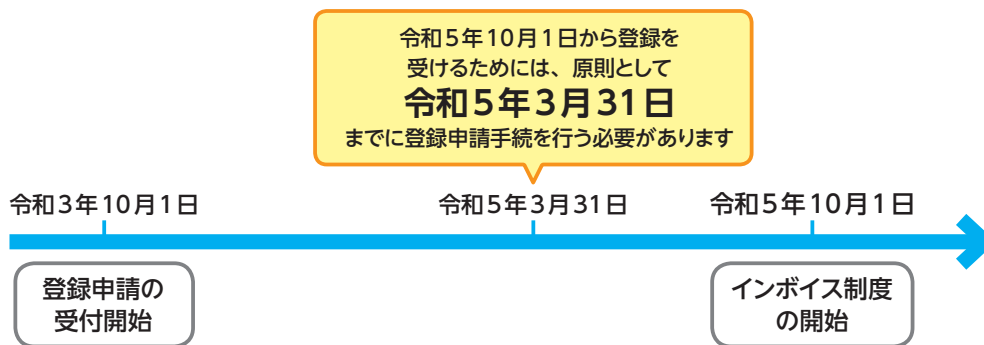 令和5年10月1日から登録を
受けるためには、原則として
令和5年3月31日
までに登録申請手続を行う必要があります
令和3年10月1日
令和5年3月31日
令和5年10月1日
登録申請の
受付開始
インボイス制度
の開始